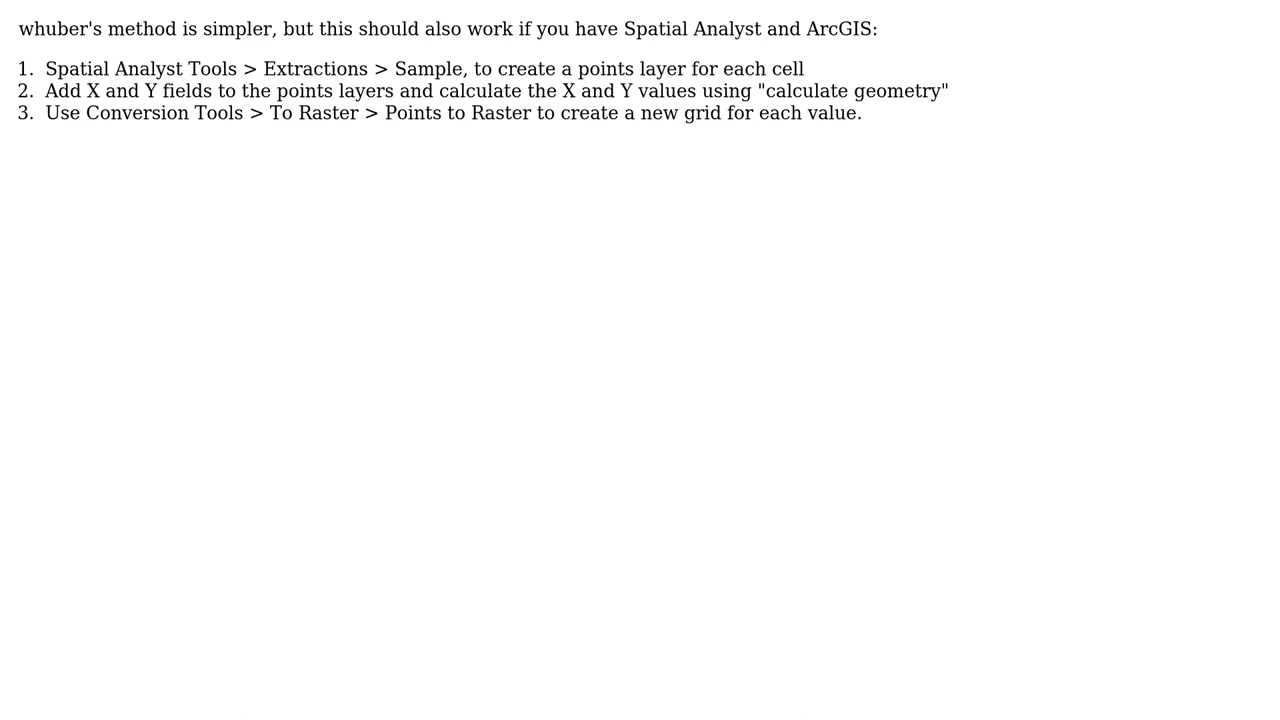 whuber's method is simpler, but this should also work if you have Spatial Analyst and ArcGIS:
1. Spatial Analyst Tools > Extractions > Sample, to create a points layer for each cell
2. Add X and Y fields to the points layers and calculate the X and Y values using "calculate geometry"
3. Use Conversion Tools > To Raster > Points to Raster to create a new grid for each value.